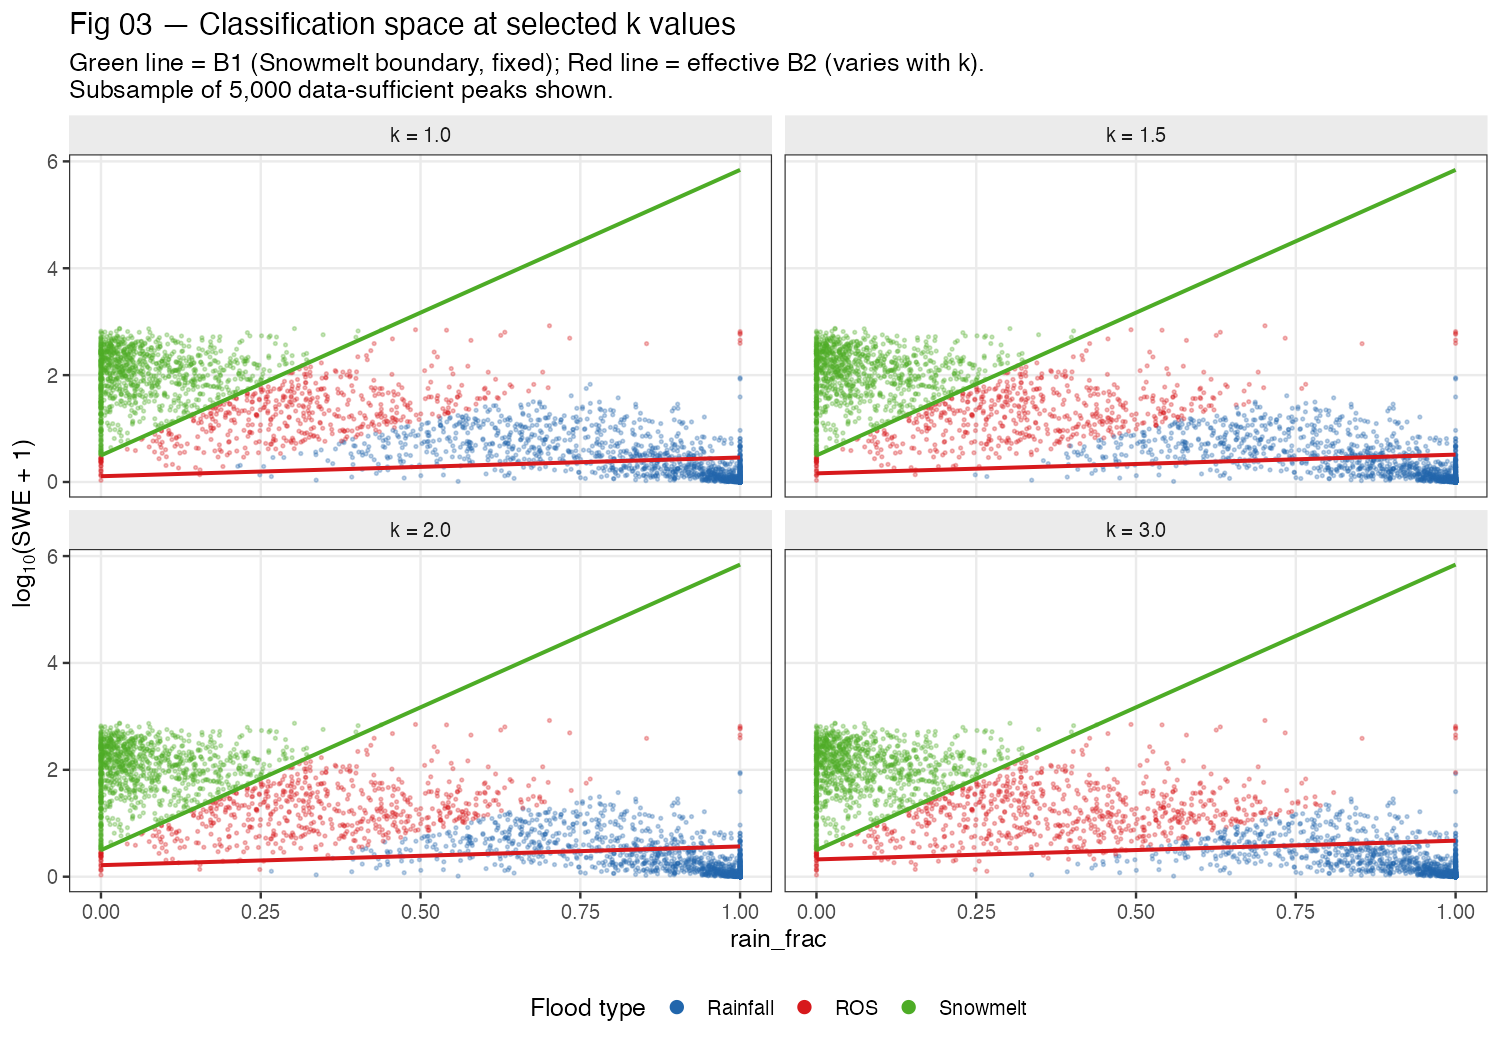 Fig 03 — Classification space at selected k values
Green line = B1 (Snowmelt boundary, fixed); Red line = effective B2 (varies with k).
Subsample of 5,000 data-sufficient peaks shown.
k = 1.0
k = 1.5
6
4
2
0
k = 2.0
k = 3.0
6
4
2
0
log₁₀(SWE + 1)
0.00 0.25 0.50 0.75 1.00
0.00 0.25 0.50 0.75 1.00
rain_frac
Flood type Rainfall ROS Snowmelt